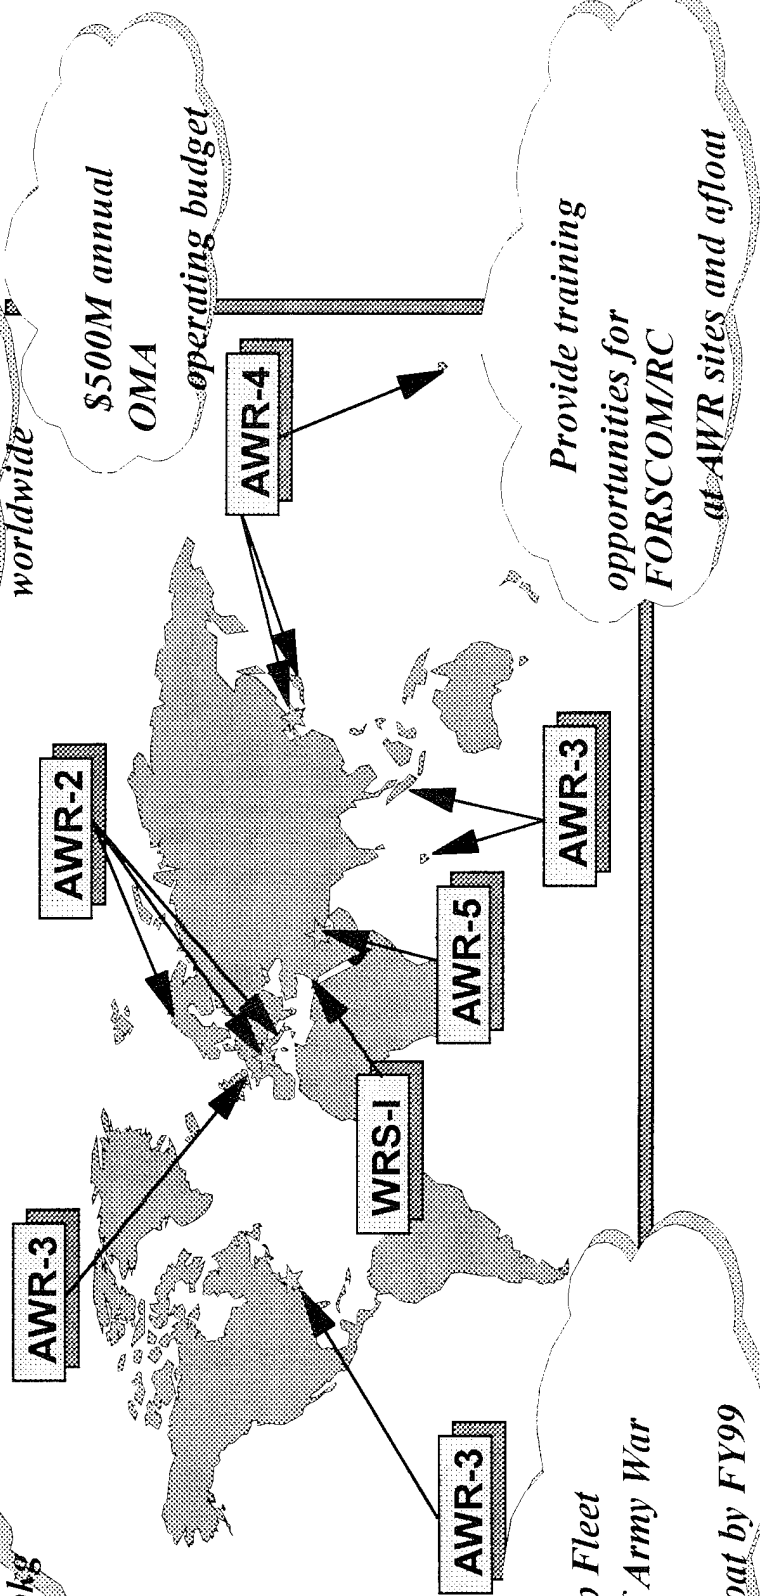 worldwide
AWR-3
AWR-2
$500M annual
OMA
operating budget
AWR-4
WRS-I
AWR-3
AWR-5
AWR-3
Fleet
Army War
by FY99
Provide training
opportunities for
FORSCOM/RC
at AWR sites and afloat